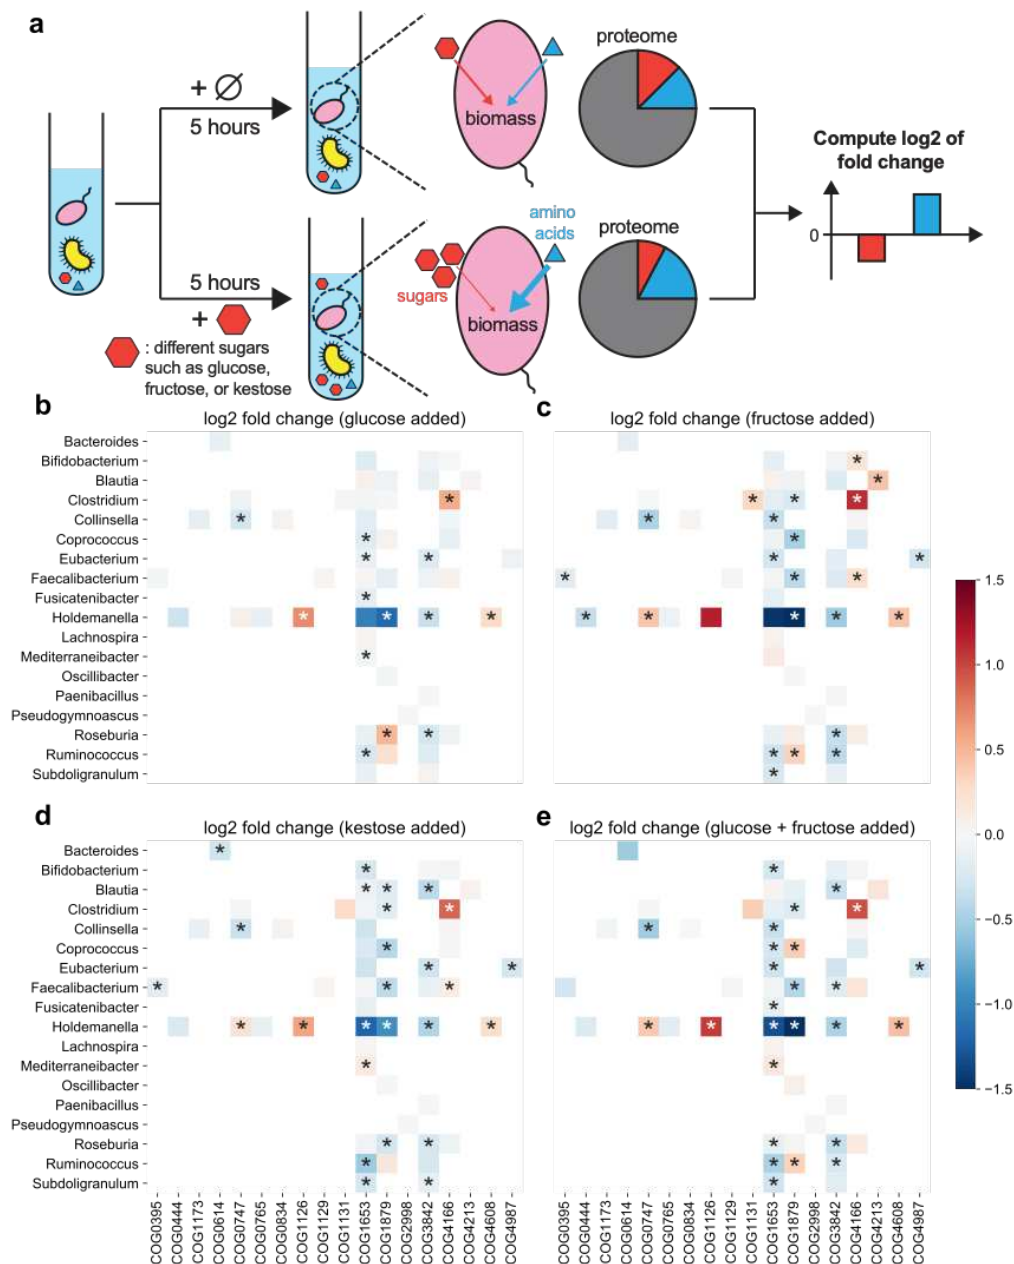 a
+ ∅
5 hours
biomass
proteome
Compute log2 of
fold change
0
5 hours
+
: different sugars
such as glucose,
fructose, or kestose
amino
acids
sugars
biomass
proteome
b
log2 fold change (glucose added)
c
log2 fold change (fructose added)
Bacteroides
Bifidobacterium
Blautia
Clostridium
Collinsella
Coprococcus
Eubacterium
Faecalibacterium
Fusicatenibacter
Holdemanella
Lachnospira
Mediterraneibacter
Oscillibacter
Paenibacillus
Pseudogymnoascus
Roseburia
Ruminococcus
Subdoligranulum
1.5
1.0
0.5
0.0
−0.5
−1.0
−1.5
d
log2 fold change (kestose added)
e
log2 fold change (glucose + fructose added)
Bacteroides
Bifidobacterium
Blautia
Clostridium
Collinsella
Coprococcus
Eubacterium
Faecalibacterium
Fusicatenibacter
Holdemanella
Lachnospira
Mediterraneibacter
Oscillibacter
Paenibacillus
Pseudogymnoascus
Roseburia
Ruminococcus
Subdoligranulum
COG0395
COG0444
COG1173
COG0614
COG0747
COG0765
COG0834
COG1126
COG1129
COG1131
COG1653
COG1879
COG2998
COG3842
COG4166
COG4213
COG4608
COG4987
COG0395
COG0444
COG1173
COG0614
COG0747
COG0765
COG0834
COG1126
COG1129
COG1131
COG1653
COG1879
COG2998
COG3842
COG4166
COG4213
COG4608
COG4987